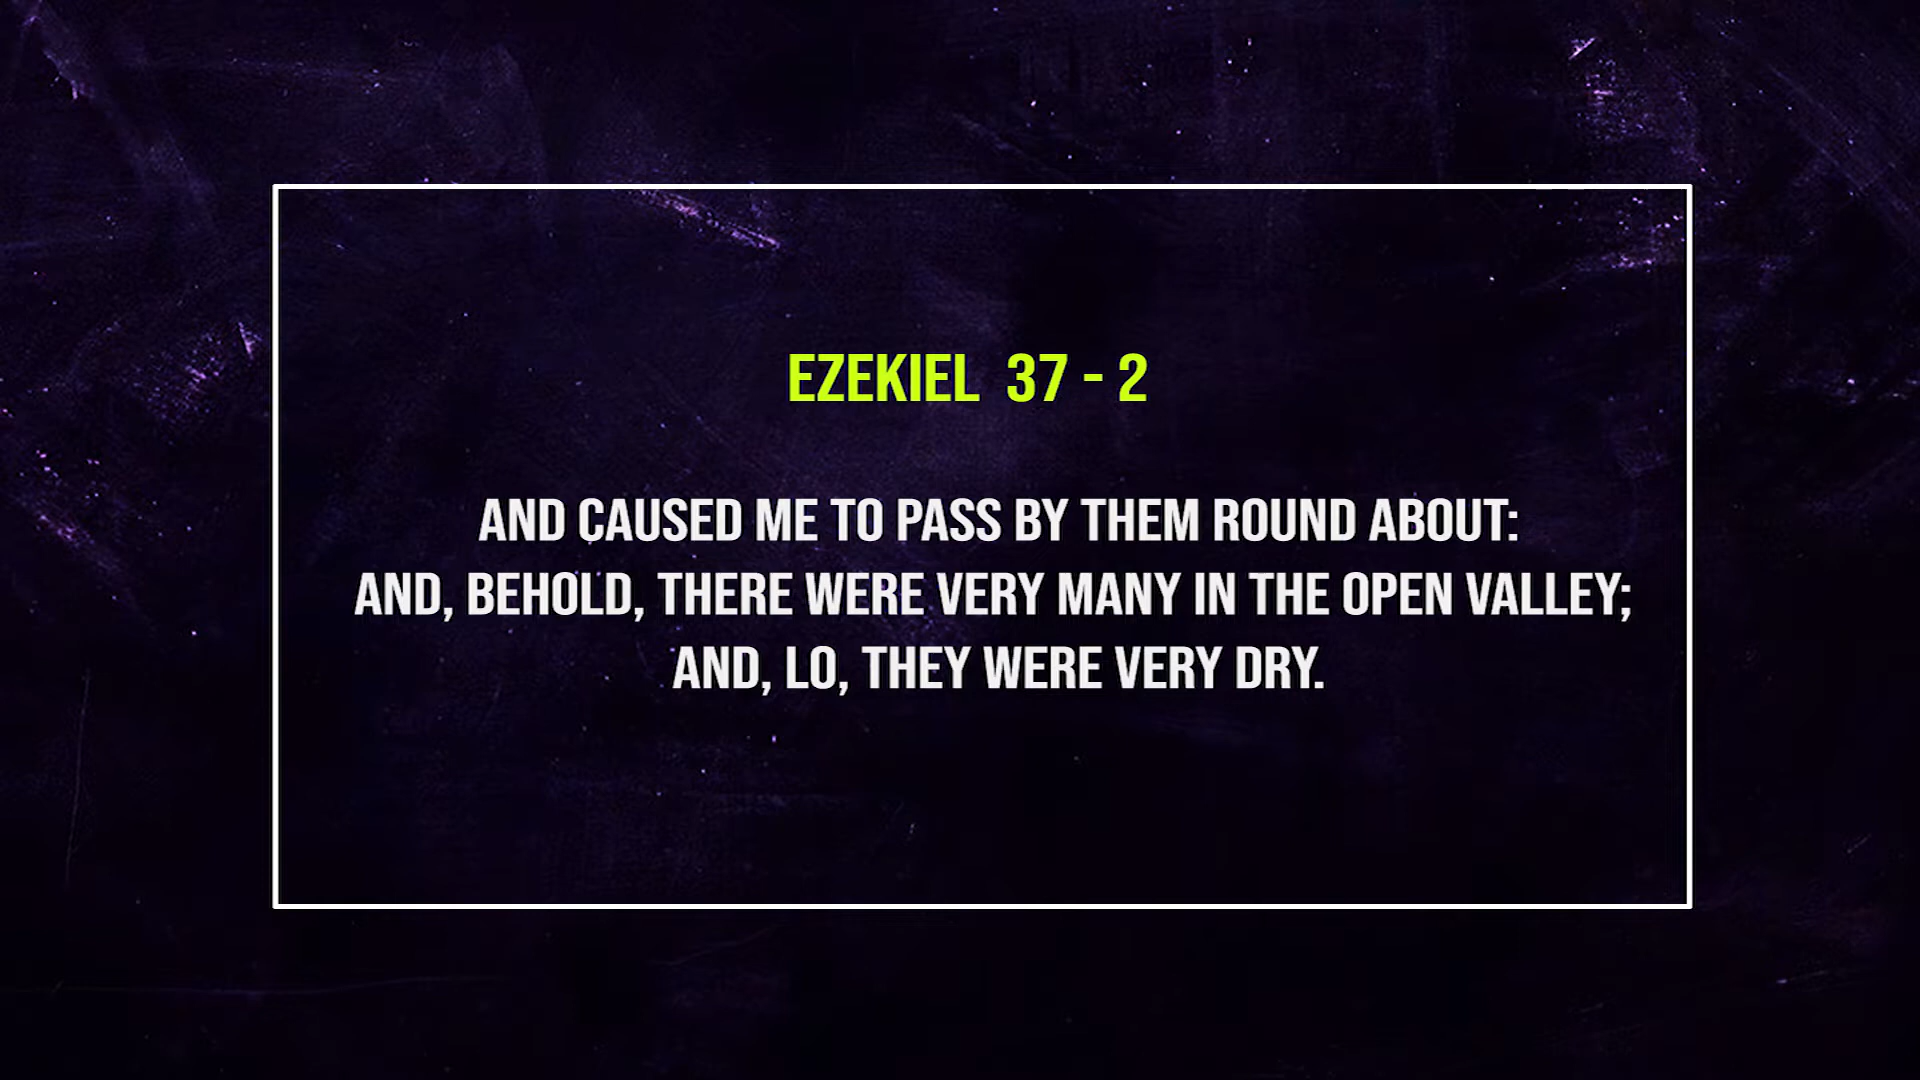 EZEKIEL 37 - 2
AND CAUSED ME TO PASS BY THEM ROUND ABOUT:
AND, BEHOLD, THERE WERE VERY MANY IN THE OPEN VALLEY;
AND, LO, THEY WERE VERY DRY.